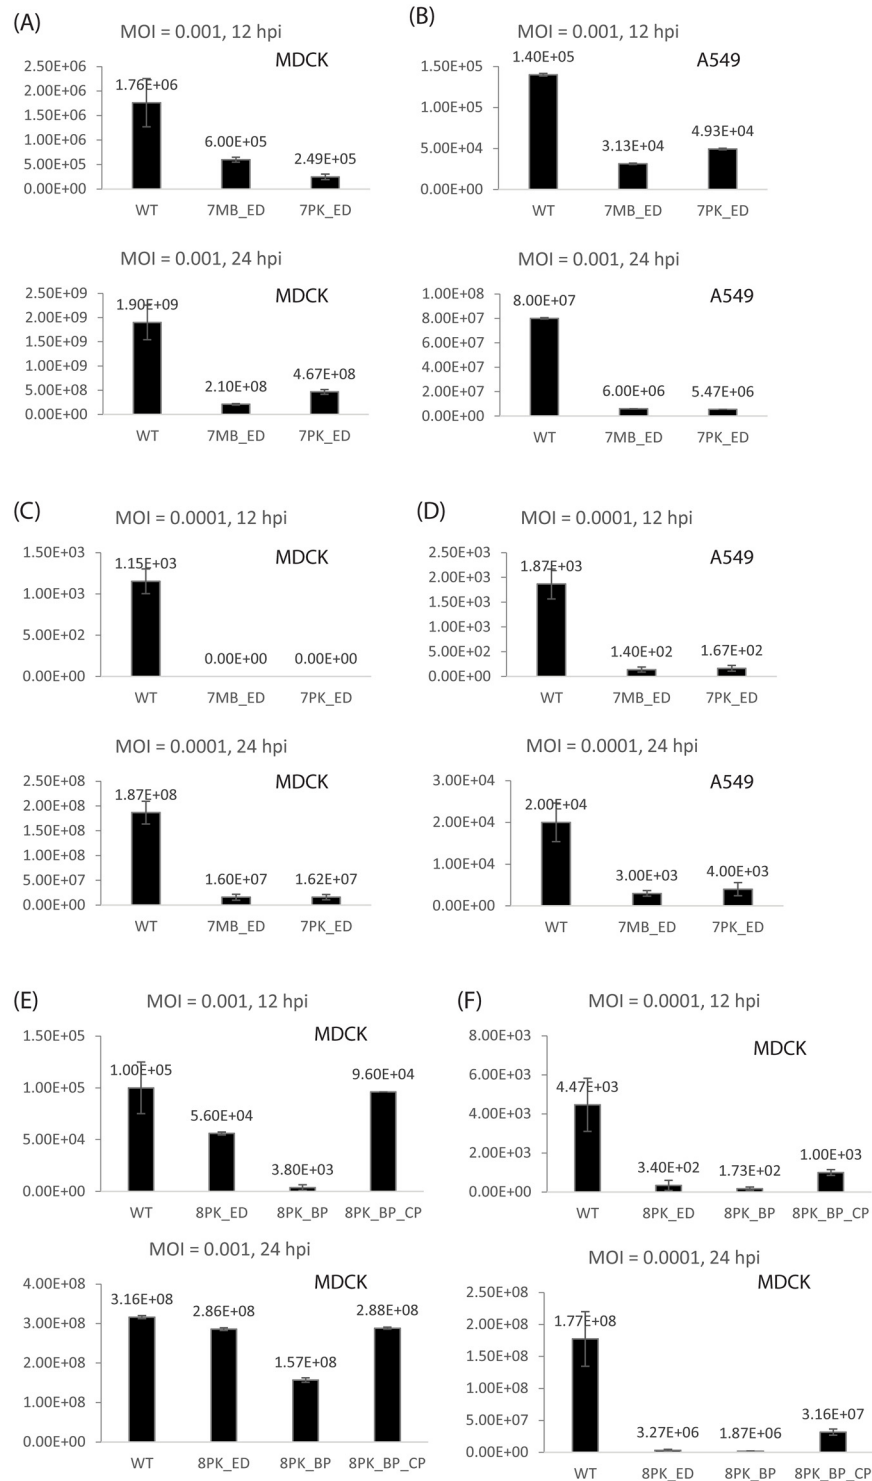 (A)
MOI = 0.001, 12 hpi
MDCK
2.50E+06
2.00E+06
1.50E+06
1.00E+06
5.00E+05
0.00E+00
1.76E+06
6.00E+05
2.49E+05
WT
7MB_ED
7PK_ED
MOI = 0.001, 24 hpi
MDCK
2.50E+09
2.00E+09
1.50E+09
1.00E+09
5.00E+08
0.00E+00
1.90E+09
2.10E+08
4.67E+08
WT
7MB_ED
7PK_ED
(B)
MOI = 0.001, 12 hpi
A549
1.50E+05
1.00E+05
5.00E+04
0.00E+00
1.40E+05
3.13E+04
4.93E+04
WT
7MB_ED
7PK_ED
MOI = 0.001, 24 hpi
A549
1.00E+08
8.00E+07
6.00E+07
4.00E+07
2.00E+07
0.00E+00
8.00E+07
6.00E+06
5.47E+06
WT
7MB_ED
7PK_ED
(C)
MOI = 0.0001, 12 hpi
MDCK
1.50E+03
1.00E+03
5.00E+02
0.00E+00
1.15E+03
0.00E+00
0.00E+00
WT
7MB_ED
7PK_ED
MOI = 0.0001, 24 hpi
MDCK
2.50E+08
2.00E+08
1.50E+08
1.00E+08
5.00E+07
0.00E+00
1.87E+08
1.60E+07
1.62E+07
WT
7MB_ED
7PK_ED
(D)
MOI = 0.0001, 12 hpi
A549
2.50E+03
2.00E+03
1.50E+03
1.00E+03
5.00E+02
0.00E+00
1.87E+03
1.40E+02
1.67E+02
WT
7MB_ED
7PK_ED
MOI = 0.0001, 24 hpi
A549
3.00E+04
2.00E+04
1.00E+04
0.00E+00
2.00E+04
3.00E+03
4.00E+03
WT
7MB_ED
7PK_ED
(E)
MOI = 0.001, 12 hpi
MDCK
1.50E+05
1.00E+05
5.00E+04
0.00E+00
1.00E+05
5.60E+04
3.80E+03
9.60E+04
WT
8PK_ED
8PK_BP
8PK_BP_CP
MOI = 0.001, 24 hpi
MDCK
4.00E+08
3.00E+08
2.00E+08
1.00E+08
0.00E+00
3.16E+08
2.86E+08
1.57E+08
2.88E+08
WT
8PK_ED
8PK_BP
8PK_BP_CP
(F)
MOI = 0.0001, 12 hpi
MDCK
8.00E+03
6.00E+03
4.00E+03
2.00E+03
0.00E+00
4.47E+03
3.40E+02
1.73E+02
1.00E+03
WT
8PK_ED
8PK_BP
8PK_BP_CP
MOI = 0.0001, 24 hpi
MDCK
2.50E+08
2.00E+08
1.50E+08
1.00E+08
5.00E+07
0.00E+00
1.77E+08
3.27E+06
1.87E+06
3.16E+07
WT
8PK_ED
8PK_BP
8PK_BP_CP